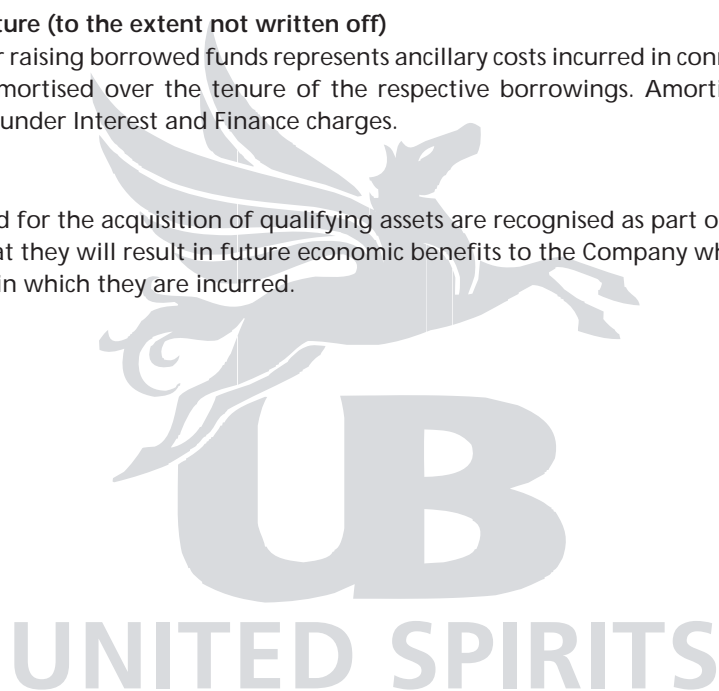 ture (to the extent not written off)
r raising borrowed funds represents ancillary costs incurred in conn
mortised over the tenure of the respective borrowings. Amorti
under Interest and Finance charges.
d for the acquisition of qualifying assets are recognised as part o
at they will result in future economic benefits to the Company wh
in which they are incurred.
UB
UNITED SPIRITS